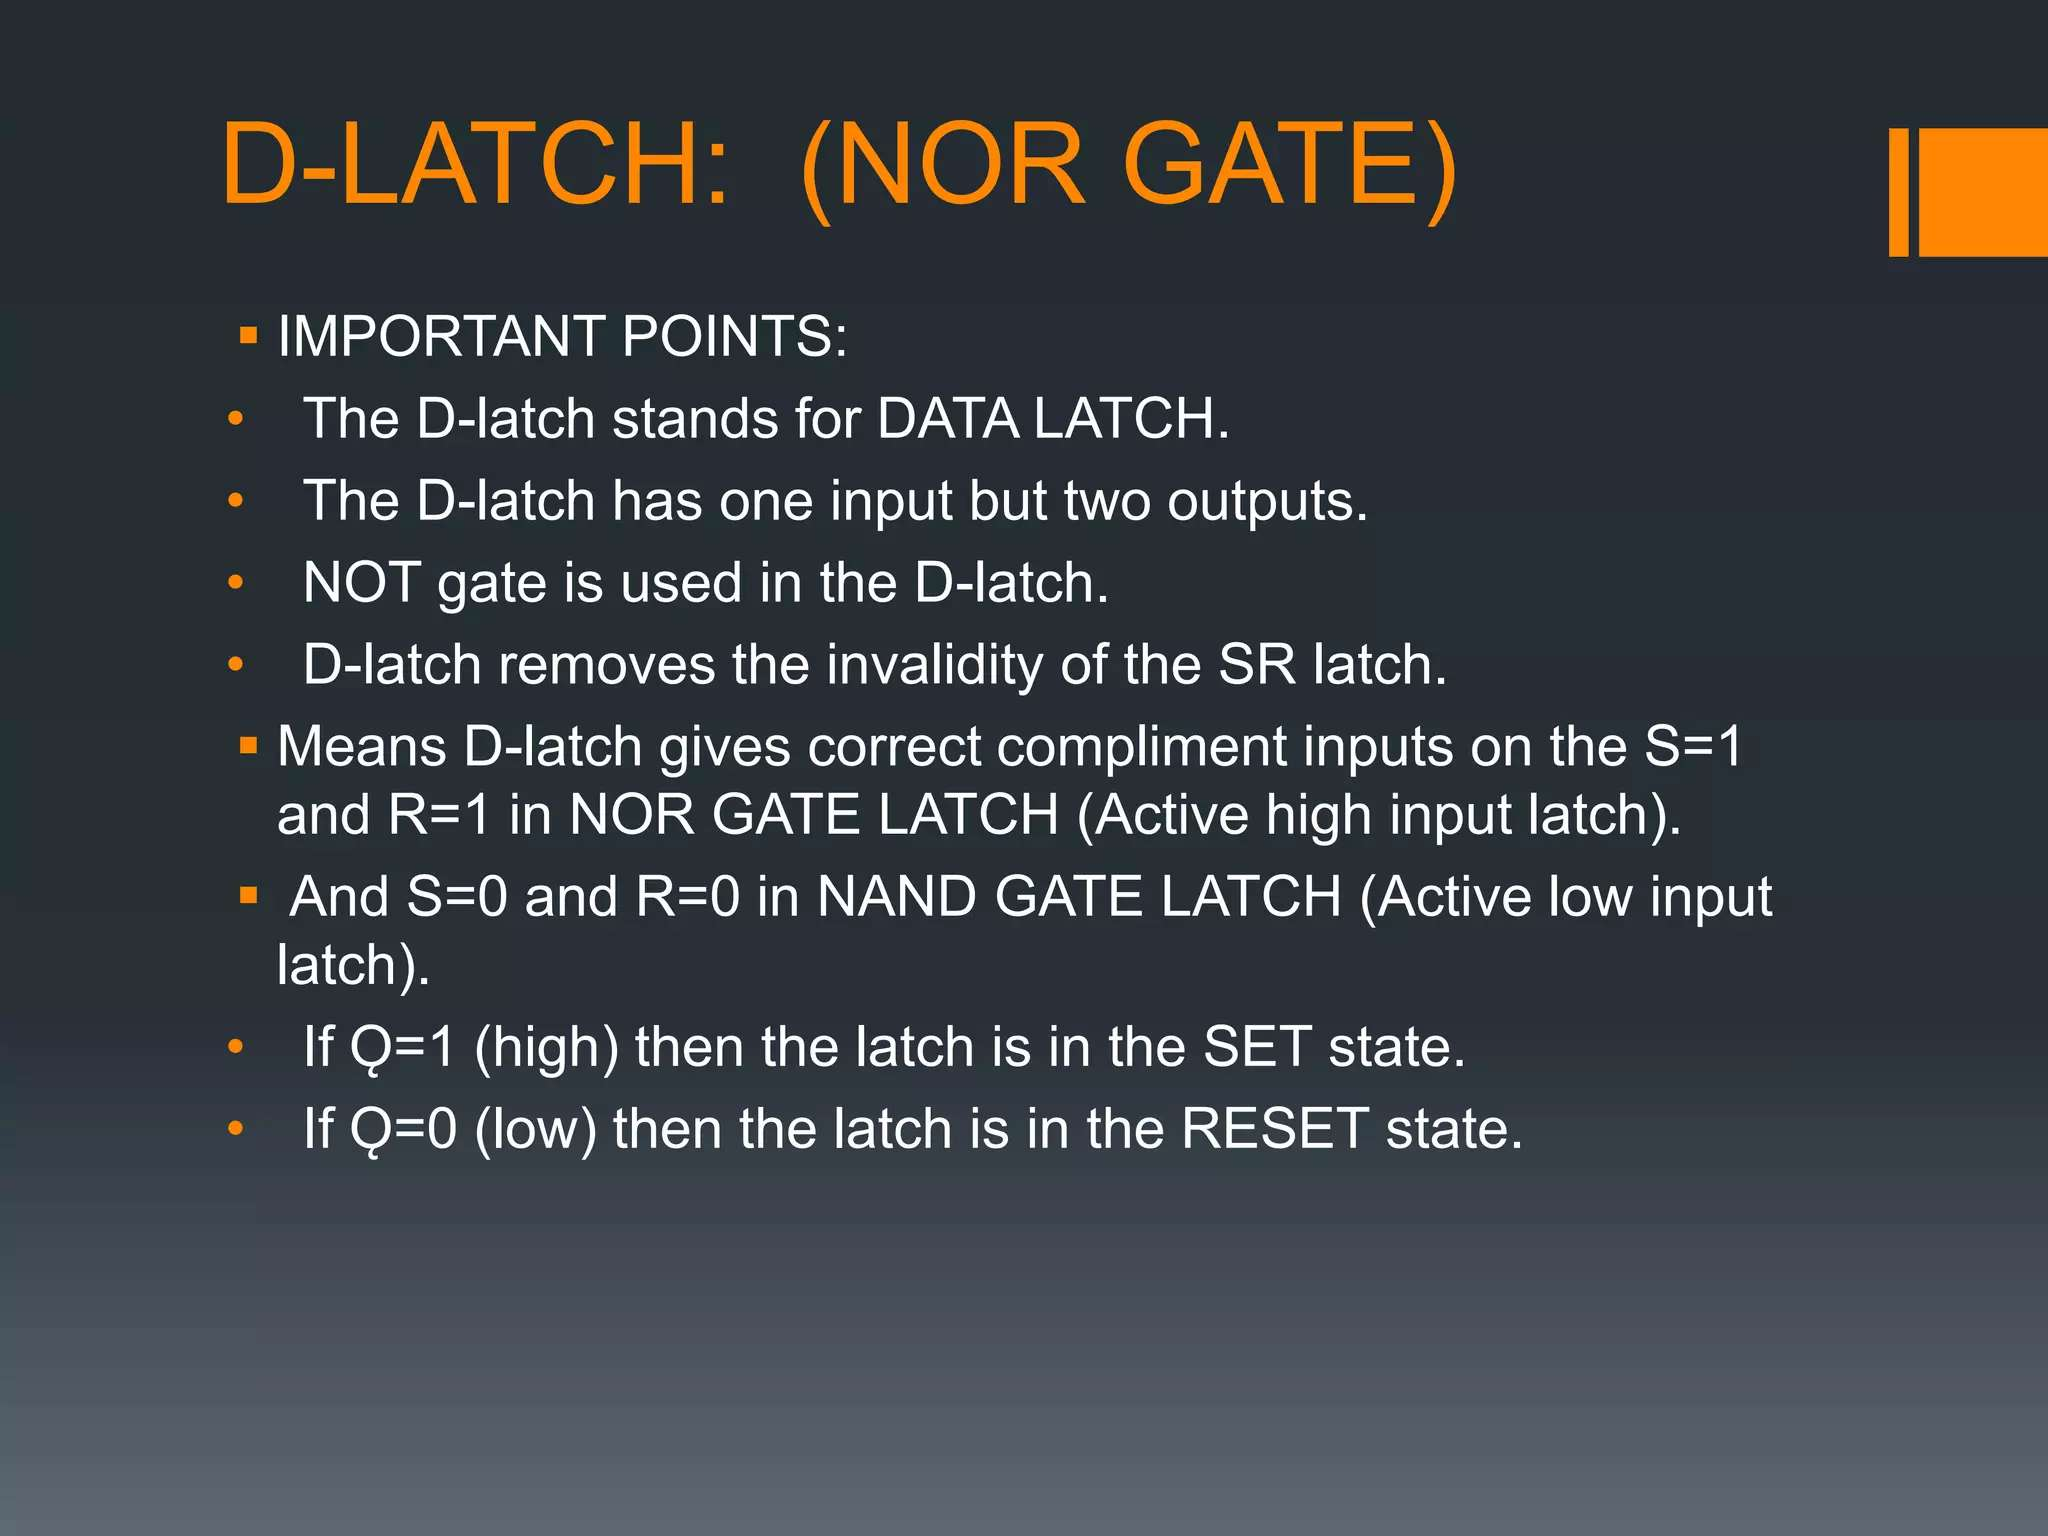 D-LATCH: (NOR GATE)
▪ IMPORTANT POINTS:
• The D-latch stands for DATA LATCH.
• The D-latch has one input but two outputs.
• NOT gate is used in the D-latch.
• D-latch removes the invalidity of the SR latch.
▪ Means D-latch gives correct compliment inputs on the S=1
and R=1 in NOR GATE LATCH (Active high input latch).
▪ And S=0 and R=0 in NAND GATE LATCH (Active low input
latch).
• If Q=1 (high) then the latch is in the SET state.
• If Q=0 (low) then the latch is in the RESET state.